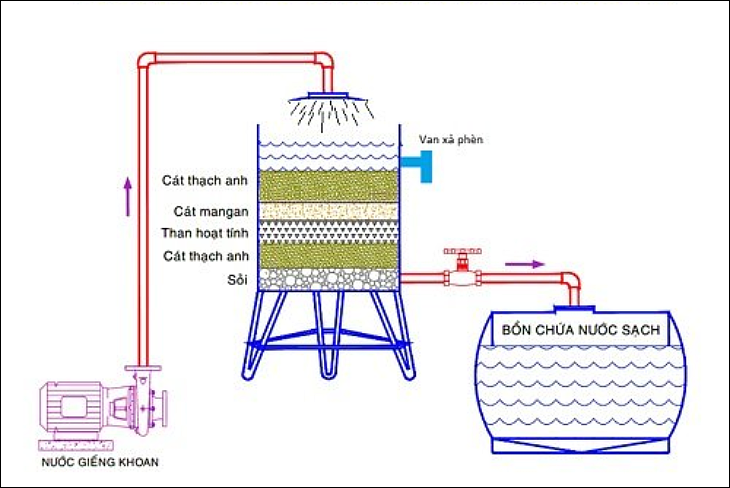 Van xả phèn
Cát thạch anh
Cát mangan
Than hoạt tính
Cát thạch anh
Sỏi
BỒN CHỨA NƯỚC SẠCH
NƯỚC GIẾNG KHOAN